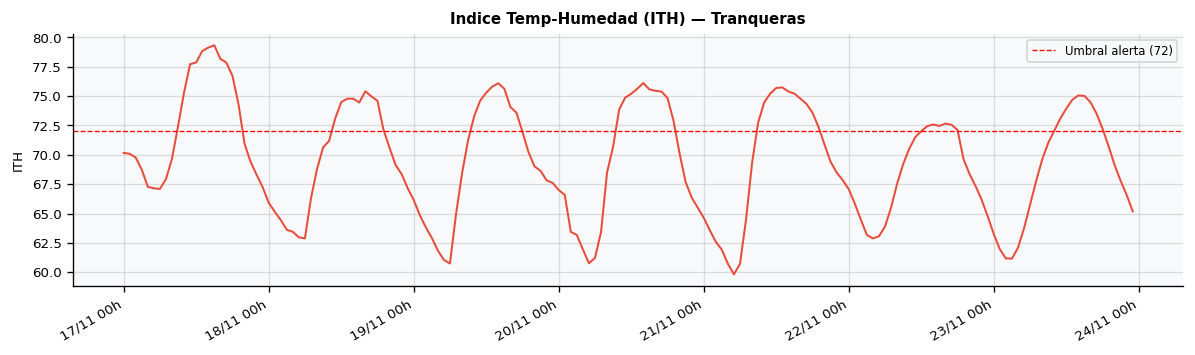 Indice Temp-Humedad (ITH) — Tranqueras
Umbral alerta (72)
ITH
80.0
77.5
75.0
72.5
70.0
67.5
65.0
62.5
60.0
17/11 00h
18/11 00h
19/11 00h
20/11 00h
21/11 00h
22/11 00h
23/11 00h
24/11 00h